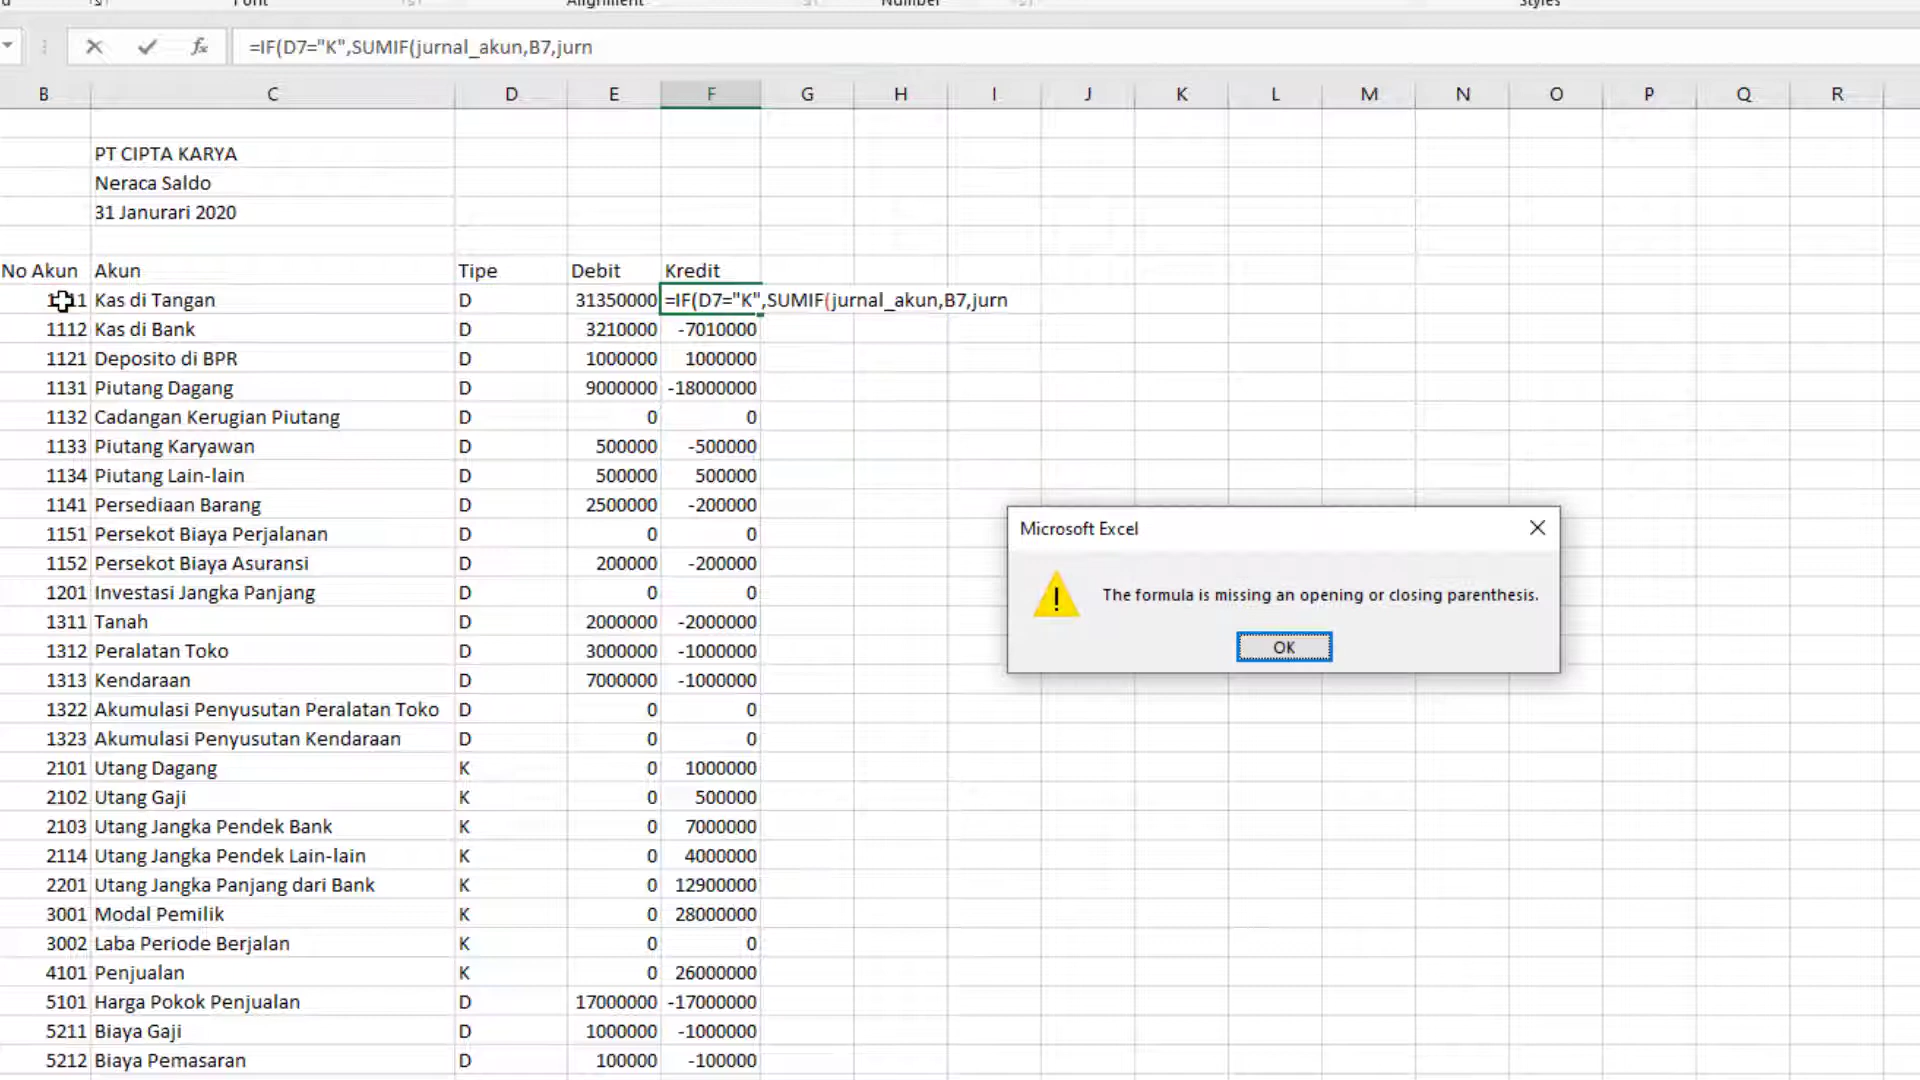 Font Alignment Number Styles
=IF(D7="K",SUMIF(jurnal_akun,B7,jurn
B C D E F G H I J K L M N O P Q R
PT CIPTA KARYA
Neraca Saldo
31 Janurari 2020
No Akun Akun Tipe Debit Kredit
Kas di Tangan D 31350000 =IF(D7="K",SUMIF(jurnal_akun,B7,jurn
1112 Kas di Bank D 3210000 -7010000
1121 Deposito di BPR D 1000000 1000000
1131 Piutang Dagang D 9000000 -18000000
1132 Cadangan Kerugian Piutang D 0 0
1133 Piutang Karyawan D 500000 -500000
1134 Piutang Lain-lain D 500000 500000
1141 Persediaan Barang D 2500000 -200000
1151 Persekot Biaya Perjalanan D 0 0
1152 Persekot Biaya Asuransi D 200000 -200000
1201 Investasi Jangka Panjang D 0 0
1311 Tanah D 2000000 -2000000
1312 Peralatan Toko D 3000000 -1000000
1313 Kendaraan D 7000000 -1000000
1322 Akumulasi Penyusutan Peralatan Toko D 0 0
1323 Akumulasi Penyusutan Kendaraan D 0 0
2101 Utang Dagang K 0 1000000
2102 Utang Gaji K 0 500000
2103 Utang Jangka Pendek Bank K 0 7000000
2114 Utang Jangka Pendek Lain-lain K 0 4000000
2201 Utang Jangka Panjang dari Bank K 0 12900000
3001 Modal Pemilik K 0 28000000
3002 Laba Periode Berjalan K 0 0
4101 Penjualan K 0 26000000
5101 Harga Pokok Penjualan D 17000000 -17000000
5211 Biaya Gaji D 1000000 -1000000
5212 Biaya Pemasaran D 100000 -100000
Microsoft Excel
The formula is missing an opening or closing parenthesis.
OK